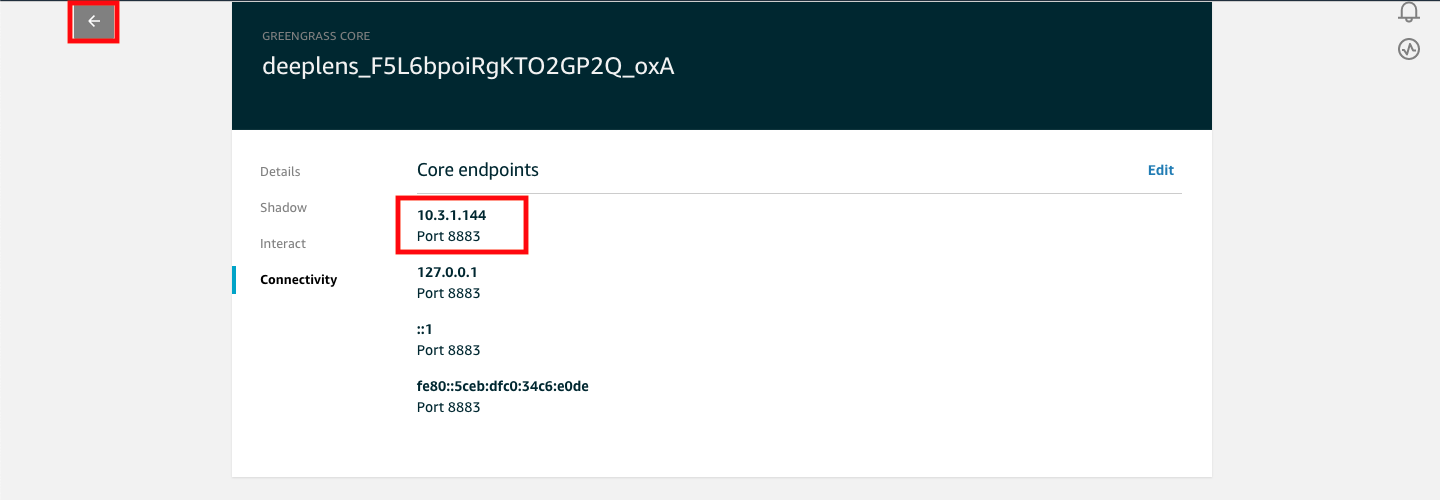 GREENGRASS CORE
deeplens_F5L6bpoiRgKTO2GP2Q_oxA
Details
Shadow
Interact
Connectivity
Core endpoints
Edit
10.3.1.144
Port 8883
127.0.0.1
Port 8883
::1
Port 8883
fe80::5ceb:dfc0:34c6:e0de
Port 8883